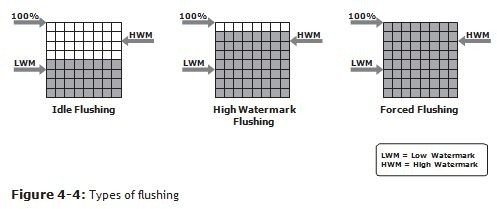 100%
HWM
LWM
Idle Flushing
100%
HWM
LWM
High Watermark
Flushing
100%
HWM
LWM
Forced Flushing
LWM = Low Watermark
HWM = High Watermark
Figure 4-4: Types of flushing